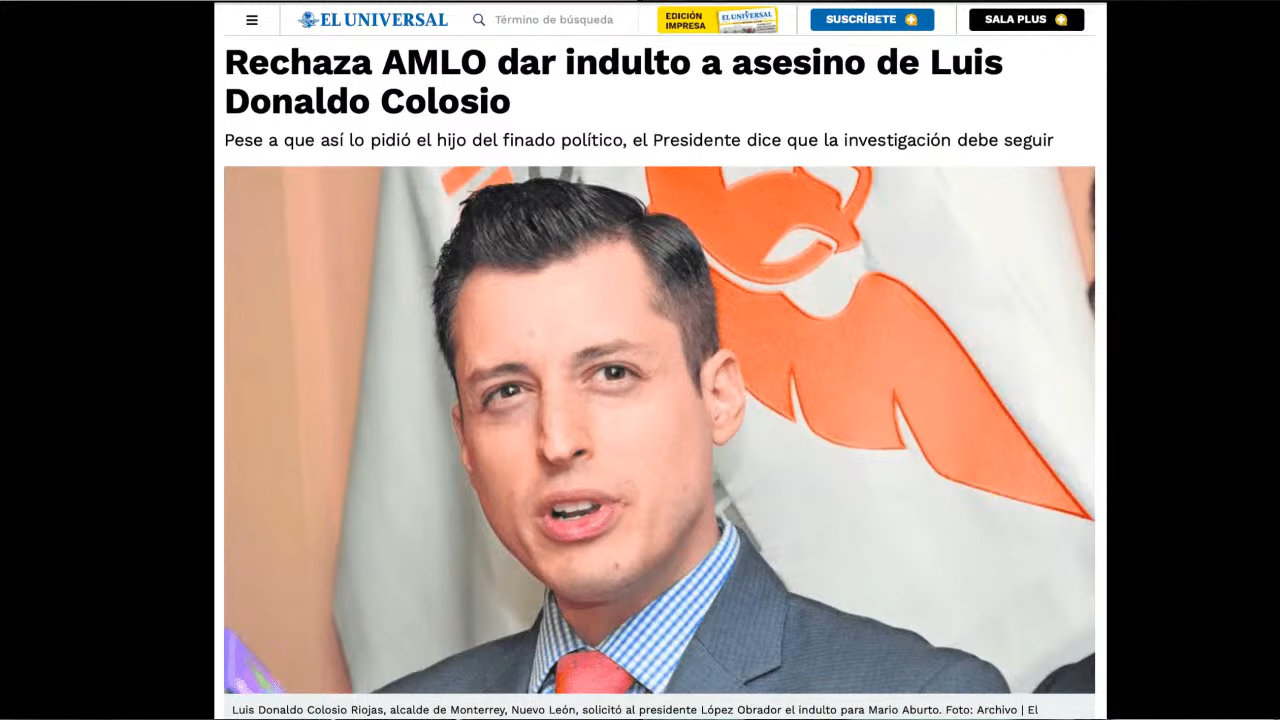 EL UNIVERSAL
Término de búsqueda
EDICIÓN
IMPRESA
EL UNIVERSAL
SUSCRÍBETE
SALA PLUS
Rechaza AMLO dar indulto a asesino de Luis
Donaldo Colosio
Pese a que así lo pidió el hijo del finado político, el Presidente dice que la investigación debe seguir
Luis Donaldo Colosio Riojas, alcalde de Monterrey, Nuevo León, solicitó al presidente López Obrador el indulto para Mario Aburto. Foto: Archivo | El